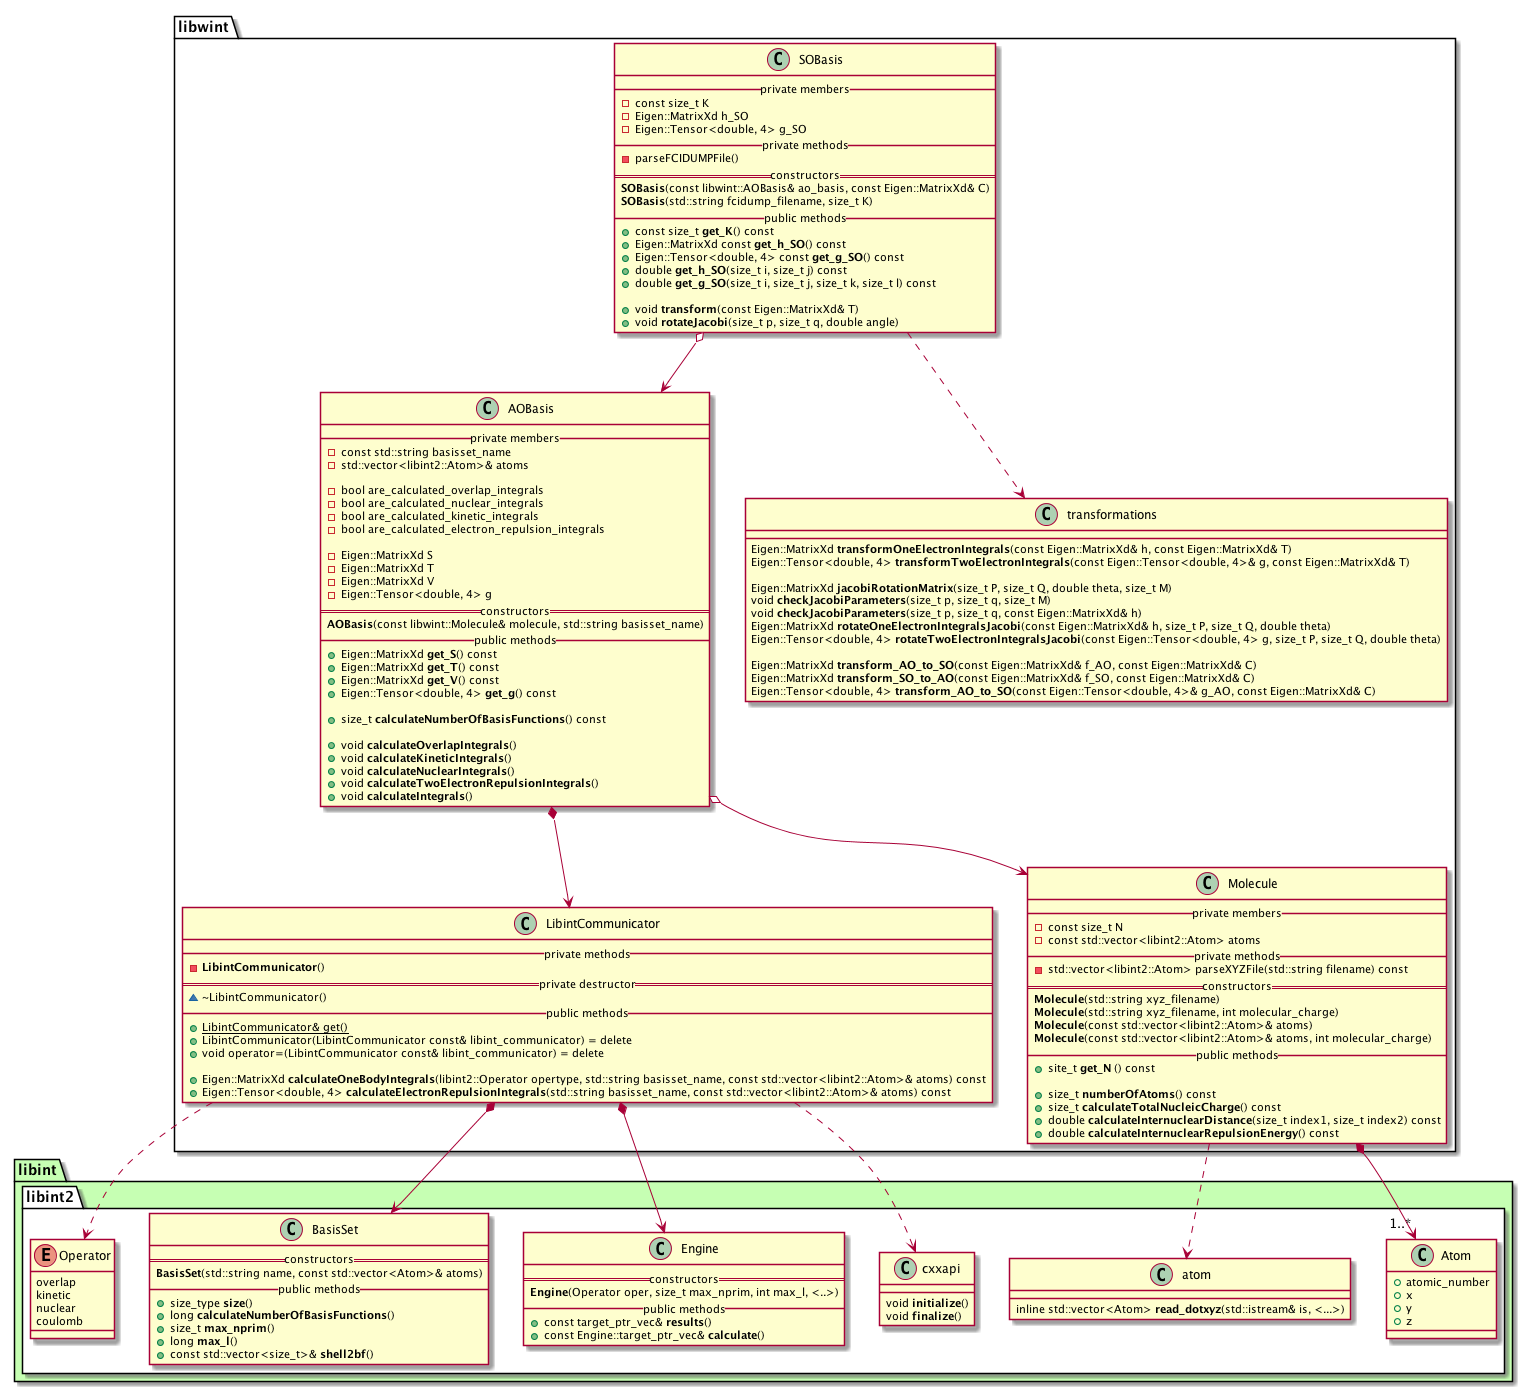 libwint
C SOBasis
private members
const size_t K
Eigen::MatrixXd h_SO
Eigen::Tensor<double, 4> g_SO
private methods
parseFCIDUMPFile()
constructors
SOBasis(const libwint::AOBasis& ao_basis, const Eigen::MatrixXd& C)
SOBasis(std::string fcidump_filename, size_t K)
public methods
const size_t get_K() const
Eigen::MatrixXd const get_h_SO() const
Eigen::Tensor<double, 4> const get_g_SO() const
double get_h_SO(size_t i, size_t j) const
double get_g_SO(size_t i, size_t j, size_t k, size_t l) const
void transform(const Eigen::MatrixXd& T)
void rotateJacobi(size_t p, size_t q, double angle)
C AOBasis
private members
const std::string basisset_name
std::vector<libint2::Atom>& atoms
bool are_calculated_overlap_integrals
bool are_calculated_nuclear_integrals
bool are_calculated_kinetic_integrals
bool are_calculated_electron_repulsion_integrals
Eigen::MatrixXd S
Eigen::MatrixXd T
Eigen::MatrixXd V
Eigen::Tensor<double, 4> g
constructors
AOBasis(const libwint::Molecule& molecule, std::string basisset_name)
public methods
Eigen::MatrixXd get_S() const
Eigen::MatrixXd get_T() const
Eigen::MatrixXd get_V() const
Eigen::Tensor<double, 4> get_g() const
size_t calculateNumberOfBasisFunctions() const
void calculateOverlapIntegrals()
void calculateKineticIntegrals()
void calculateNuclearIntegrals()
void calculateTwoElectronRepulsionIntegrals()
void calculateIntegrals()
C transformations
Eigen::MatrixXd transformOneElectronIntegrals(const Eigen::MatrixXd& h, const Eigen::MatrixXd& T)
Eigen::Tensor<double, 4> transformTwoElectronIntegrals(const Eigen::Tensor<double, 4>& g, const Eigen::MatrixXd& T)
Eigen::MatrixXd jacobiRotationMatrix(size_t P, size_t Q, double theta, size_t M)
void checkJacobiParameters(size_t p, size_t q, size_t M)
void checkJacobiParameters(size_t p, size_t q, const Eigen::MatrixXd& h)
Eigen::MatrixXd rotateOneElectronIntegralsJacobi(const Eigen::MatrixXd& h, size_t P, size_t Q, double theta)
Eigen::Tensor<double, 4> rotateTwoElectronIntegralsJacobi(const Eigen::Tensor<double, 4> g, size_t P, size_t Q, double theta)
Eigen::MatrixXd transform_AO_to_SO(const Eigen::MatrixXd& f_AO, const Eigen::MatrixXd& C)
Eigen::MatrixXd transform_SO_to_AO(const Eigen::MatrixXd& f_SO, const Eigen::MatrixXd& C)
Eigen::Tensor<double, 4> transform_AO_to_SO(const Eigen::Tensor<double, 4>& g_AO, const Eigen::MatrixXd& C)
C LibintCommunicator
private methods
LibintCommunicator()
private destructor
~LibintCommunicator()
public methods
LibintCommunicator& get()
LibintCommunicator(LibintCommunicator const& libint_communicator) = delete
void operator=(LibintCommunicator const& libint_communicator) = delete
Eigen::MatrixXd calculateOneBodyIntegrals(libint2::Operator opertype, std::string basisset_name, const std::vector<libint2::Atom>& atoms) const
Eigen::Tensor<double, 4> calculateElectronRepulsionIntegrals(std::string basisset_name, const std::vector<libint2::Atom>& atoms) const
C Molecule
private members
const size_t N
const std::vector<libint2::Atom> atoms
private methods
std::vector<libint2::Atom> parseXYZFile(std::string filename) const
constructors
Molecule(std::string xyz_filename)
Molecule(std::string xyz_filename, int molecular_charge)
Molecule(const std::vector<libint2::Atom>& atoms)
Molecule(const std::vector<libint2::Atom>& atoms, int molecular_charge)
public methods
site_t get_N () const
size_t numberOfAtoms() const
size_t calculateTotalNucleicCharge() const
double calculateInternuclearDistance(size_t index1, size_t index2) const
double calculateInternuclearRepulsionEnergy() const
libint
libint2
E Operator
overlap
kinetic
nuclear
coulomb
C BasisSet
constructors
BasisSet(std::string name, const std::vector<Atom>& atoms)
public methods
size_type size()
long calculateNumberOfBasisFunctions()
size_t max_nprim()
long max_l()
const std::vector<size_t>& shell2bf()
C Engine
constructors
Engine(Operator oper, size_t max_nprim, int max_l, <..>)
public methods
const target_ptr_vec& results()
const Engine::target_ptr_vec& calculate()
C cxxapi
void initialize()
void finalize()
C atom
inline std::vector<Atom> read_dotxyz(std::istream& is, <...>)
1..*
C Atom
atomic_number
x
y
z